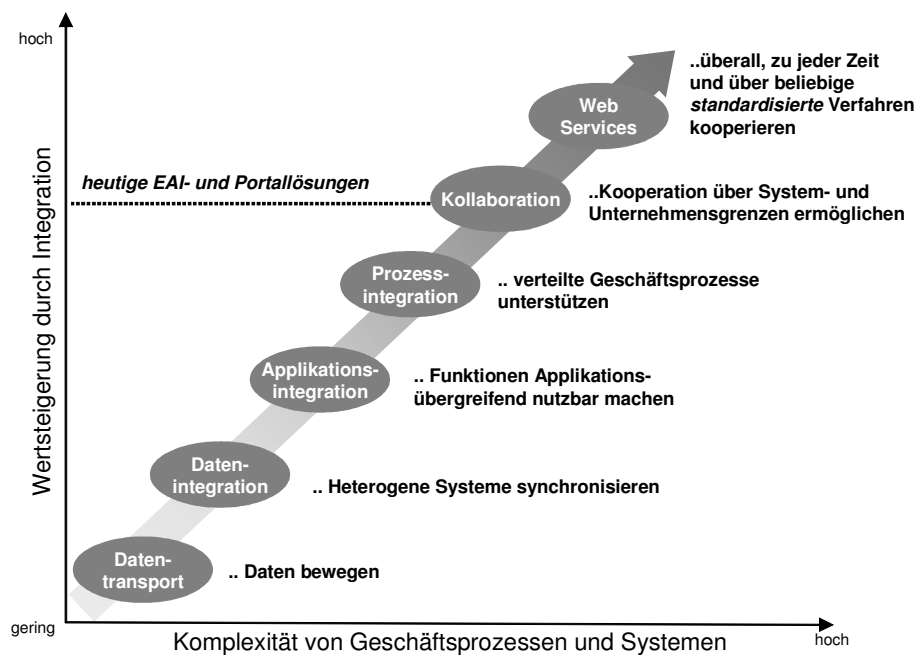 hoch
..überall, zu jeder Zeit
und über beliebige
standardisierte Verfahren
kooperieren
Web
Services
heutige EAI- und Portallösungen
Kollaboration
..Kooperation über System- und
Unternehmensgrenzen ermöglichen
Prozess-
integration
.. verteilte Geschäftsprozesse
unterstützen
Applikations-
integration
.. Funktionen Applikations-
übergreifend nutzbar machen
Daten-
integration
.. Heterogene Systeme synchronisieren
Daten-
transport
.. Daten bewegen
Wertsteigerung durch Integration
gering
Komplexität von Geschäftsprozessen und Systemen
hoch